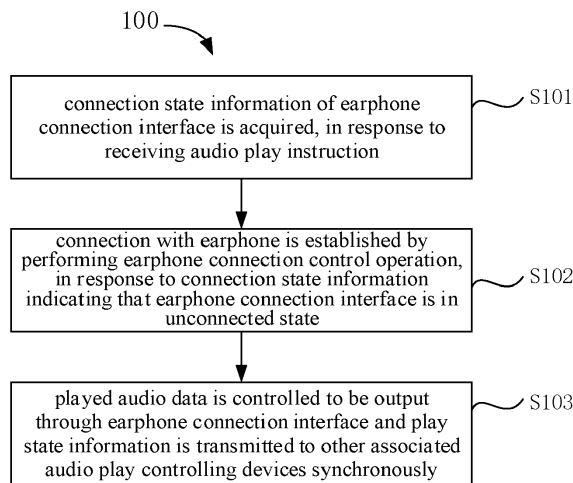 100
connection state information of earphone
connection interface is acquired, in response to
receiving audio play instruction
S101
connection with earphone is established by
performing earphone connection control operation,
in response to connection state information
indicating that earphone connection interface is in
unconnected state
S102
played audio data is controlled to be output
through earphone connection interface and play
state information is transmitted to other associated
audio play controlling devices synchronously
S103